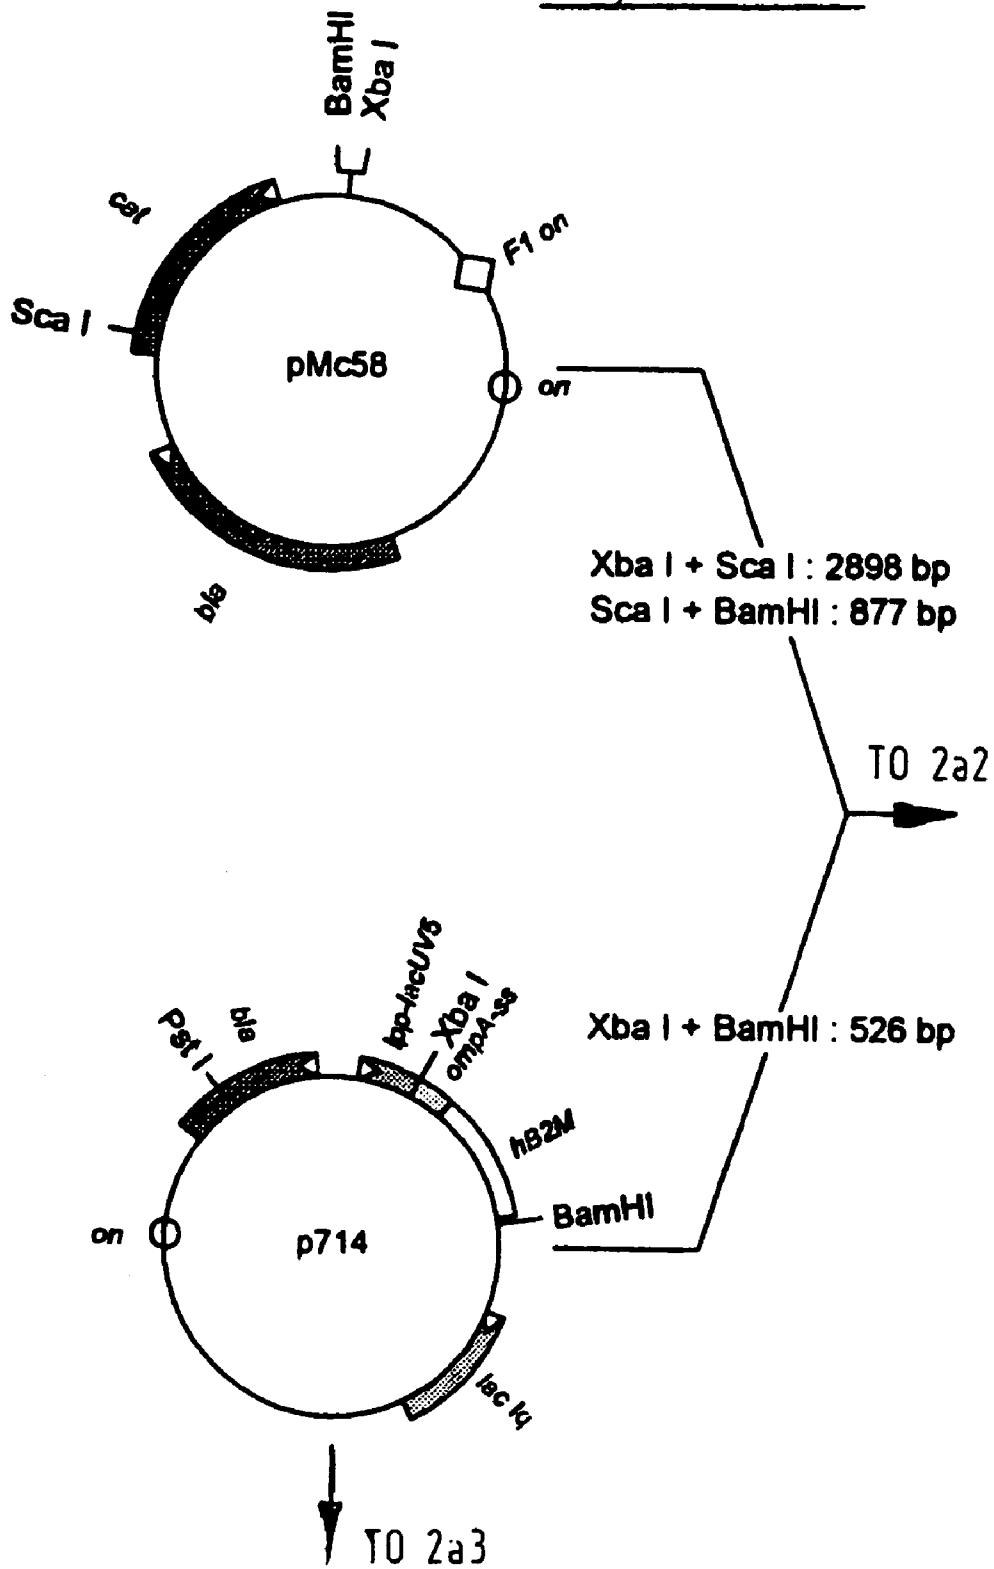 BamHI
Xba I
cat
F1 ori
Sca I
pMc58
ori
bla
Xba I + Sca I : 2898 bp
Sca I + BamHI : 877 bp
TO 2a2
lpp-lacUV5
Xba I
ompA-ss
bla
Pst I
Xba I + BamHI : 526 bp
hB2M
BamHI
ori
p714
lac Iq
TO 2a3